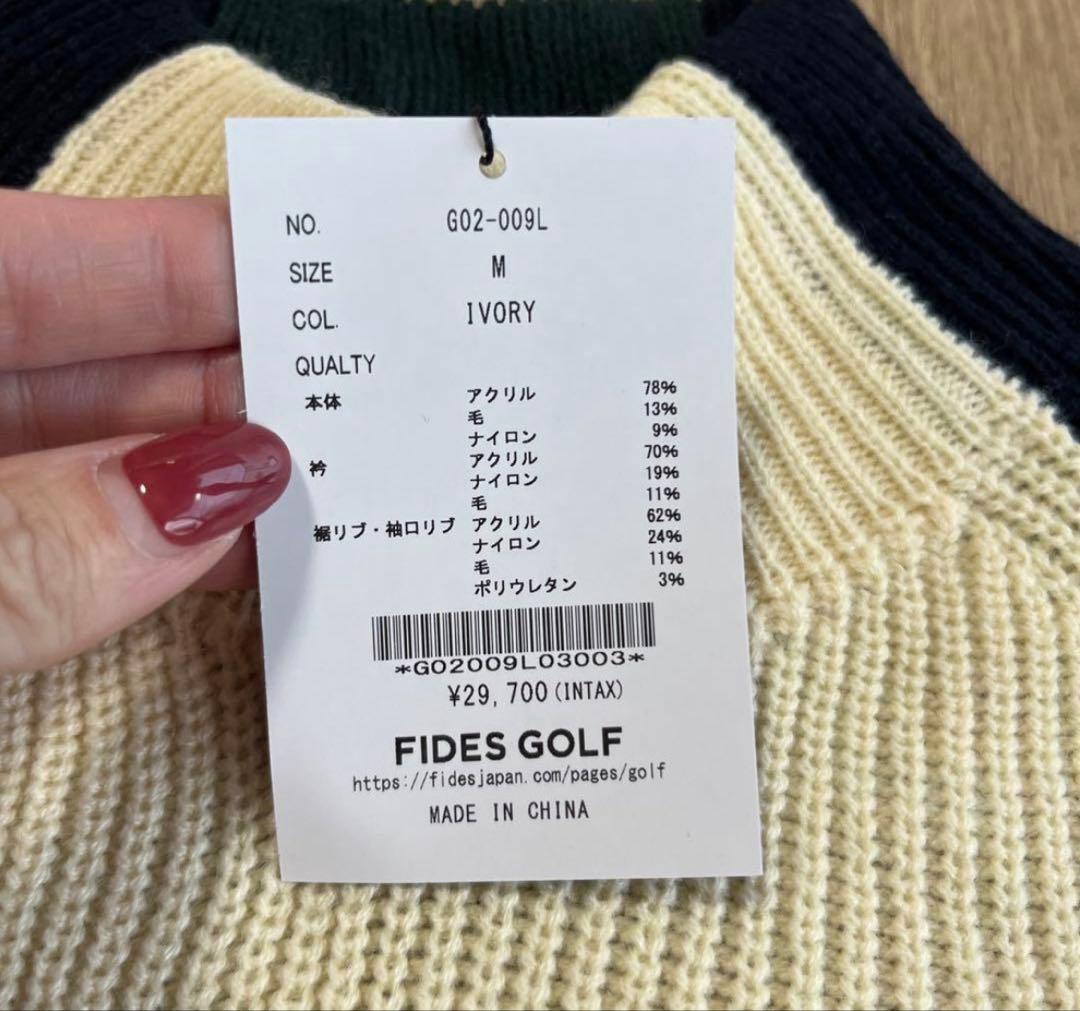 NO. G02-009L
SIZE M
COL. IVORY
QUALTY
本体 アクリル 78%
毛 13%
ナイロン 9%
衿 アクリル 70%
ナイロン 19%
毛 11%
裾リブ・袖口リブ アクリル 62%
ナイロン 24%
毛 11%
ポリウレタン 3%
*G02009L03003*
¥29,700(INTAX)
FIDES GOLF
https://fidesjapan.com/pages/golf
MADE IN CHINA